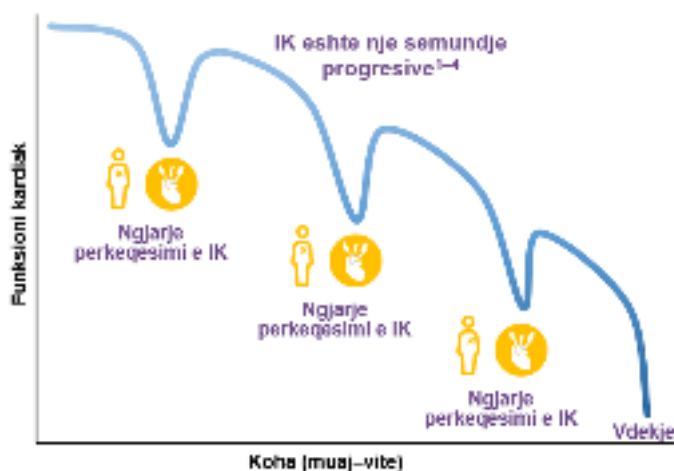 IK eshte nje semundje
progresive¹⁻⁴
Funksioni kardiak
Ngjarje
perkeqesimi e IK
Ngjarje
perkeqesimi e IK
Ngjarje
perkeqesimi e IK
Vdekje
Koha (muaj–vite)